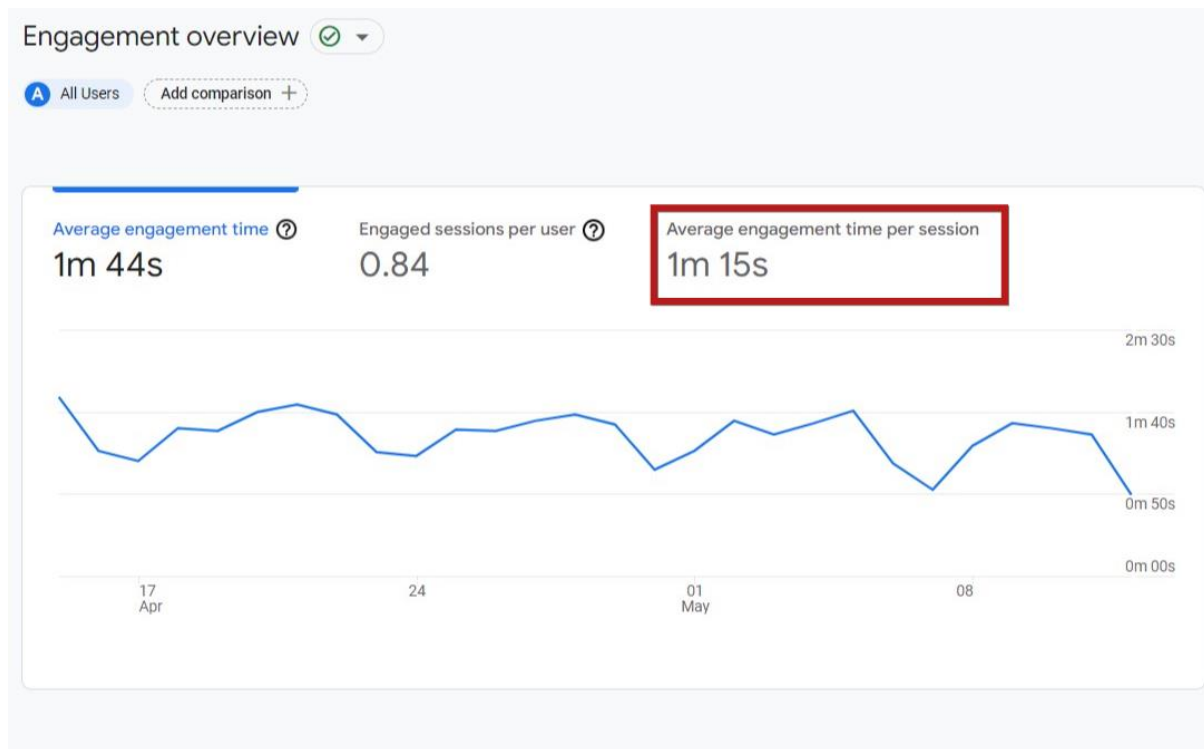 Engagement overview
A All Users Add comparison +
Average engagement time ?
1m 44s
Engaged sessions per user ?
0.84
Average engagement time per session
1m 15s
2m 30s
1m 40s
0m 50s
0m 00s
17
Apr
24
01
May
08